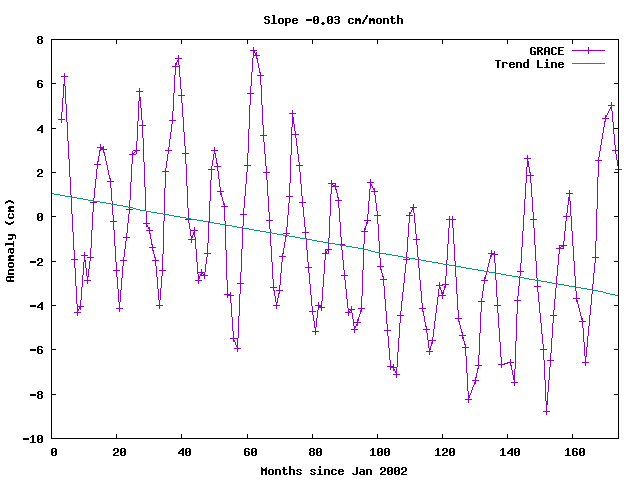 Slope -0.03 cm/month
GRACE
Trend Line
8
6
4
2
0
-2
-4
-6
-8
-10
Anomaly (cm)
0 20 40 60 80 100 120 140 160
Months since Jan 2002